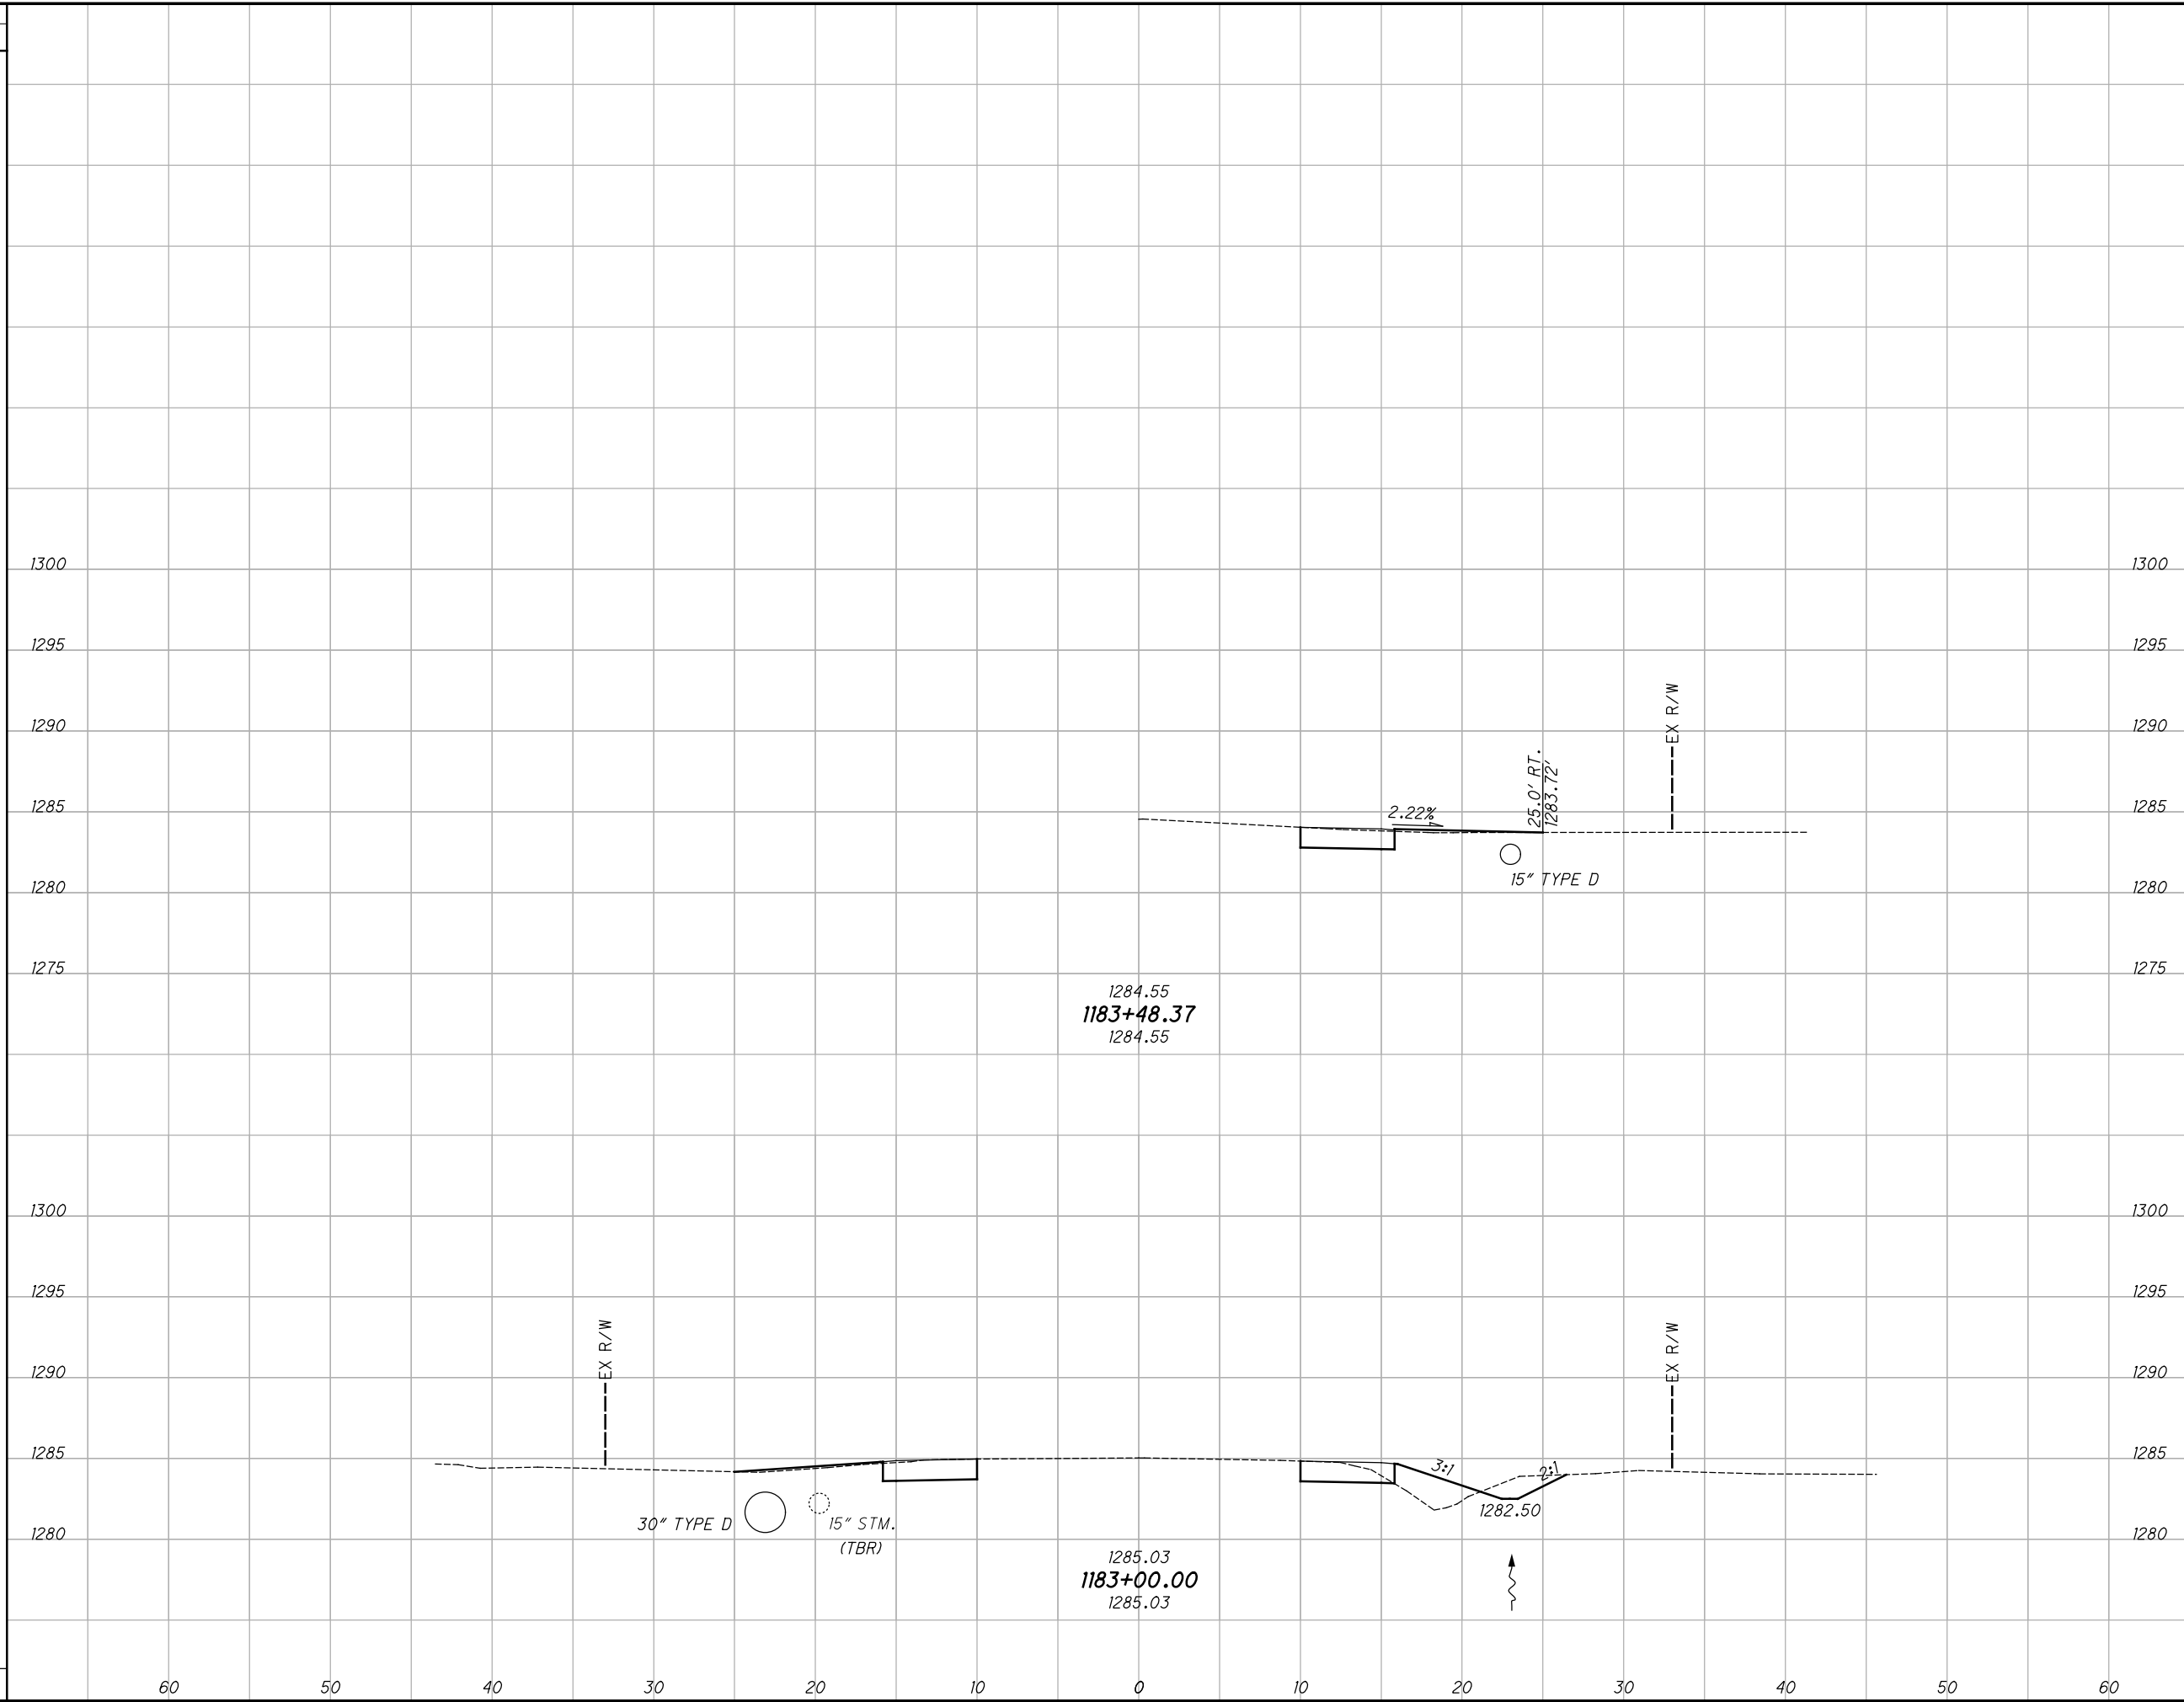 1300 1300
1295 1295
EX R/W
1290 1290
25.0' RT.
1283.72'
1285 2.22% 1285
15" TYPE D
1280 1280
1275 1275
1284.55
1183+48.37
1284.55
1300 1300
1295 1295
EX R/W EX R/W
1290 1290
1285 3:1 2:1 1285
1282.50
1280 30" TYPE D 15" STM. 1280
(TBR)
1285.03
1183+00.00
1285.03
60 50 40 30 20 10 0 10 20 30 40 50 60